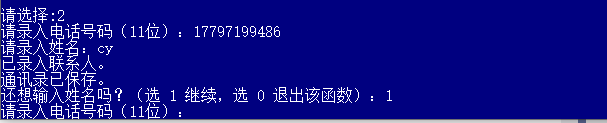 请选择:2
请录入电话号码（11位）：17797199486
请录入姓名：cy
已录入联系人。
通讯录已保存。
还想输入姓名吗？（选 1 继续，选 0 退出该函数）：1
请录入电话号码（11位）：